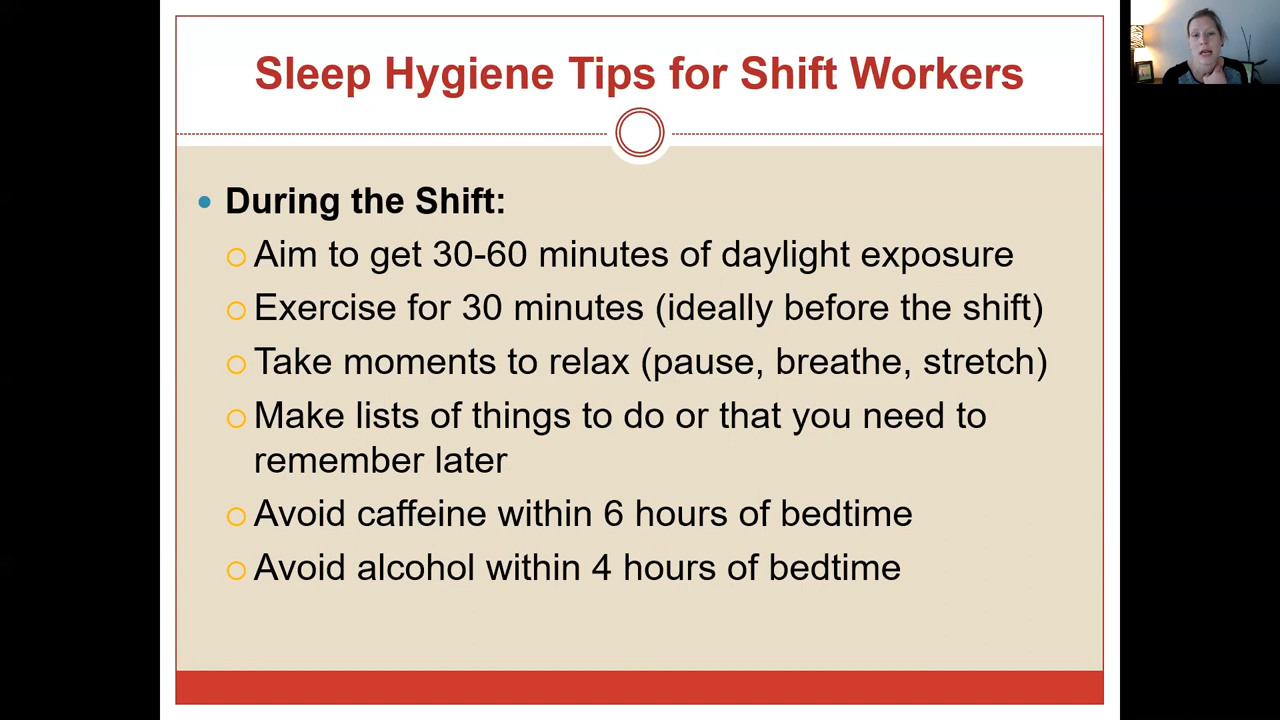 Sleep Hygiene Tips for Shift Workers
During the Shift:
Aim to get 30-60 minutes of daylight exposure
Exercise for 30 minutes (ideally before the shift)
Take moments to relax (pause, breathe, stretch)
Make lists of things to do or that you need to
remember later
Avoid caffeine within 6 hours of bedtime
Avoid alcohol within 4 hours of bedtime